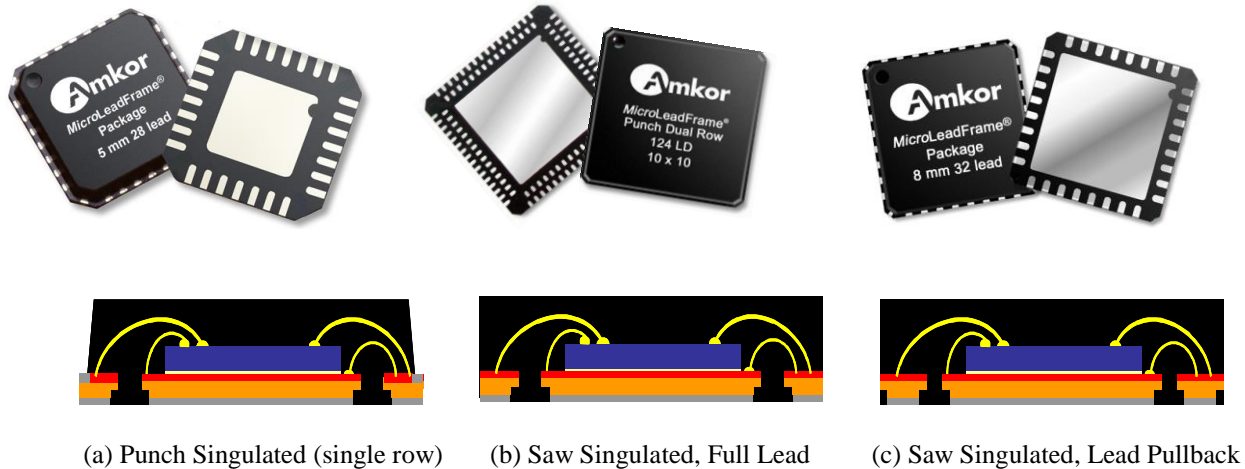 Amkor
MicroLeadFrame®
Package
5 mm 28 lead
Amkor
MicroLeadFrame®
Punch Dual Row
124 LD
10 x 10
Amkor
MicroLeadFrame®
Package
8 mm 32 lead
(a) Punch Singulated (single row)
(b) Saw Singulated, Full Lead
(c) Saw Singulated, Lead Pullback